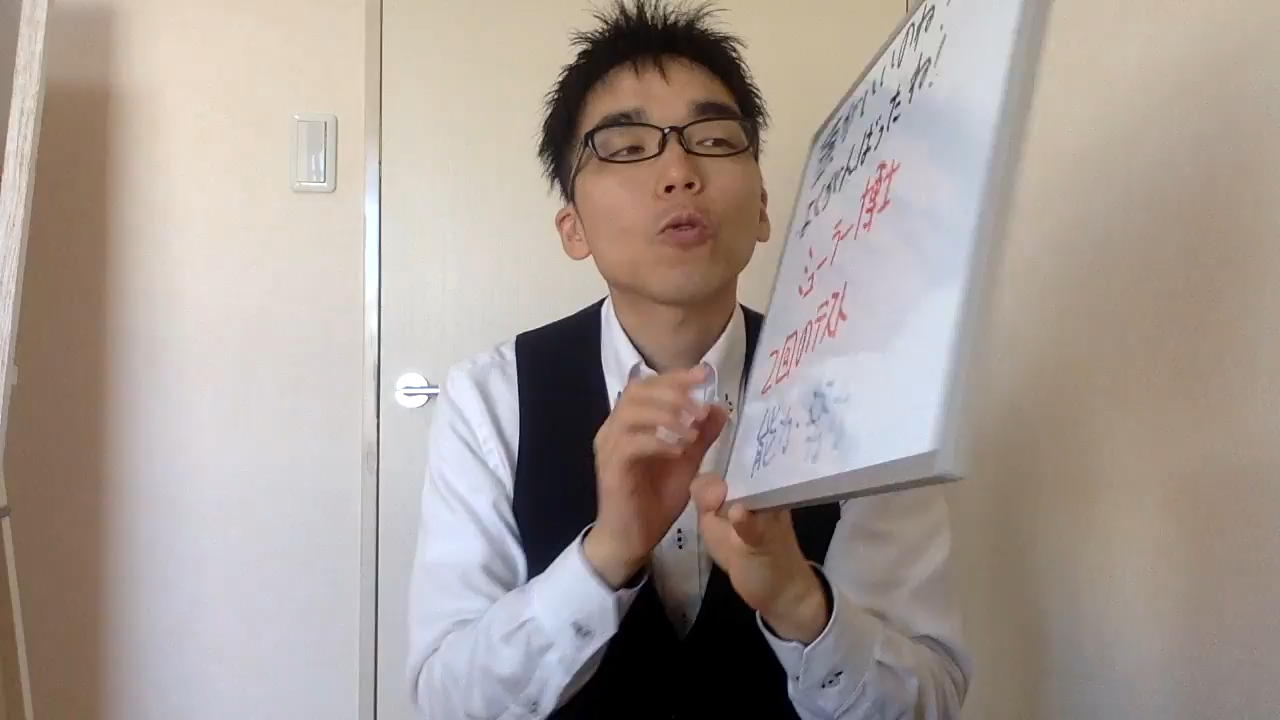 頭がいいのね!
よくがんばったね!
ミューラー博士
2回のテスト
能力・